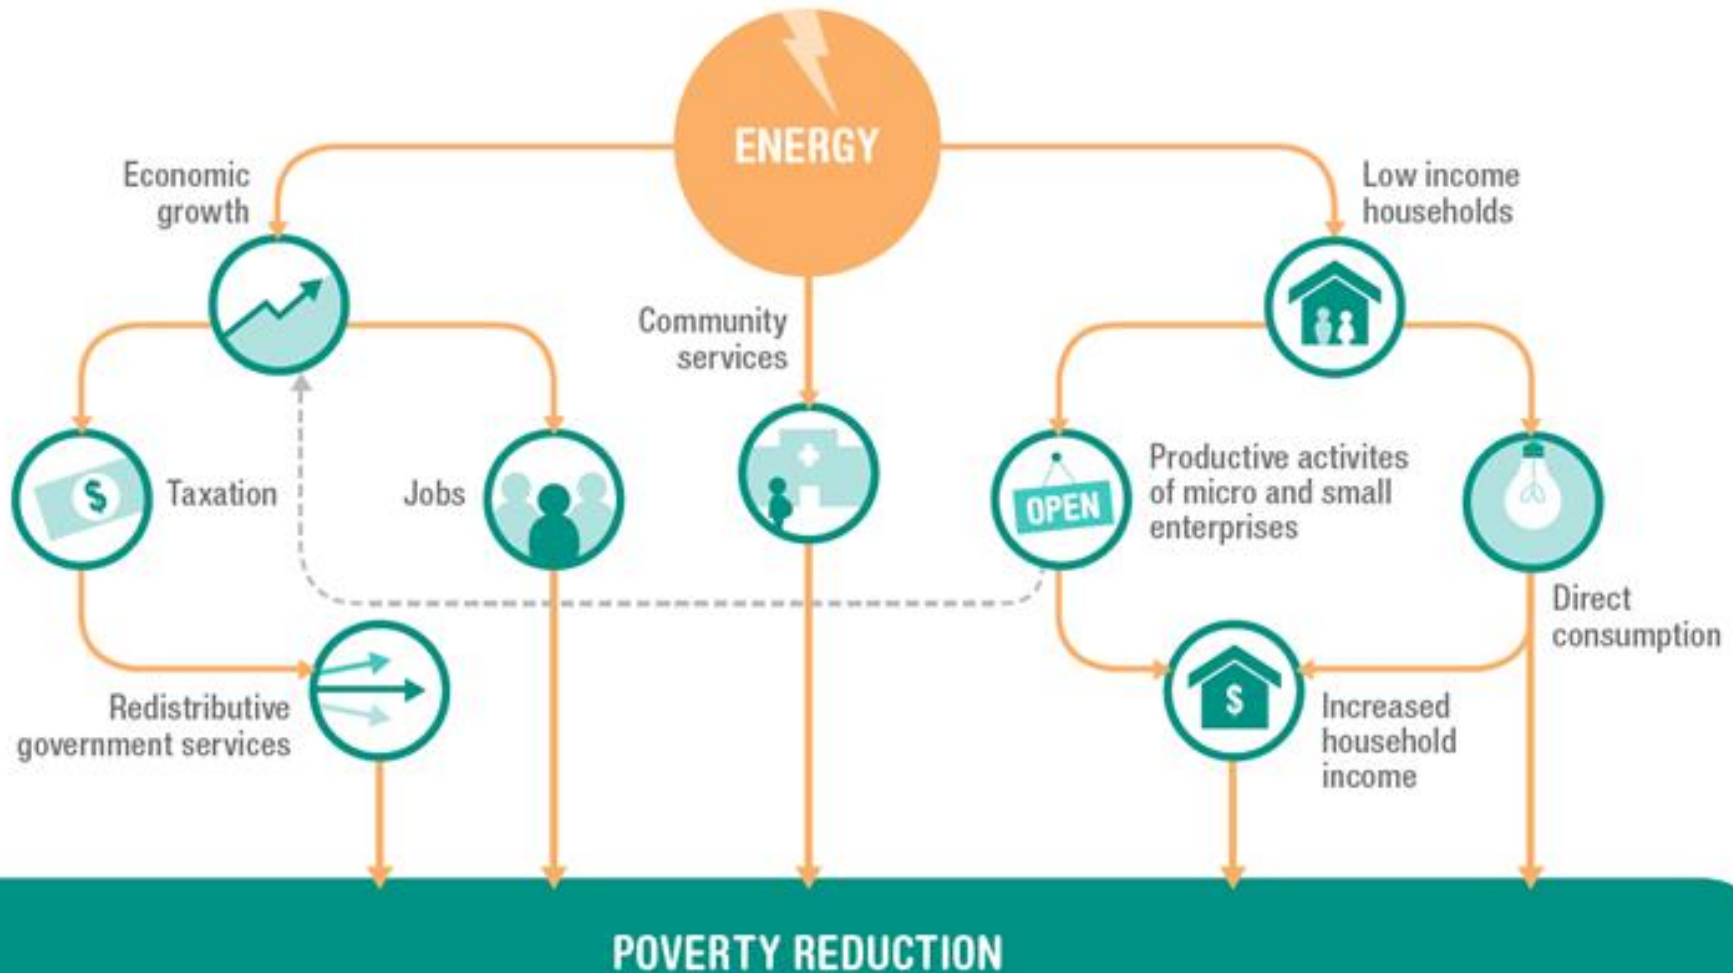 ENERGY
Economic
growth
Low income
households
Community
services
$
Taxation
Jobs
OPEN
Productive activites
of micro and small
enterprises
Direct
consumption
Redistributive
government services
$
Increased
household
income
POVERTY REDUCTION